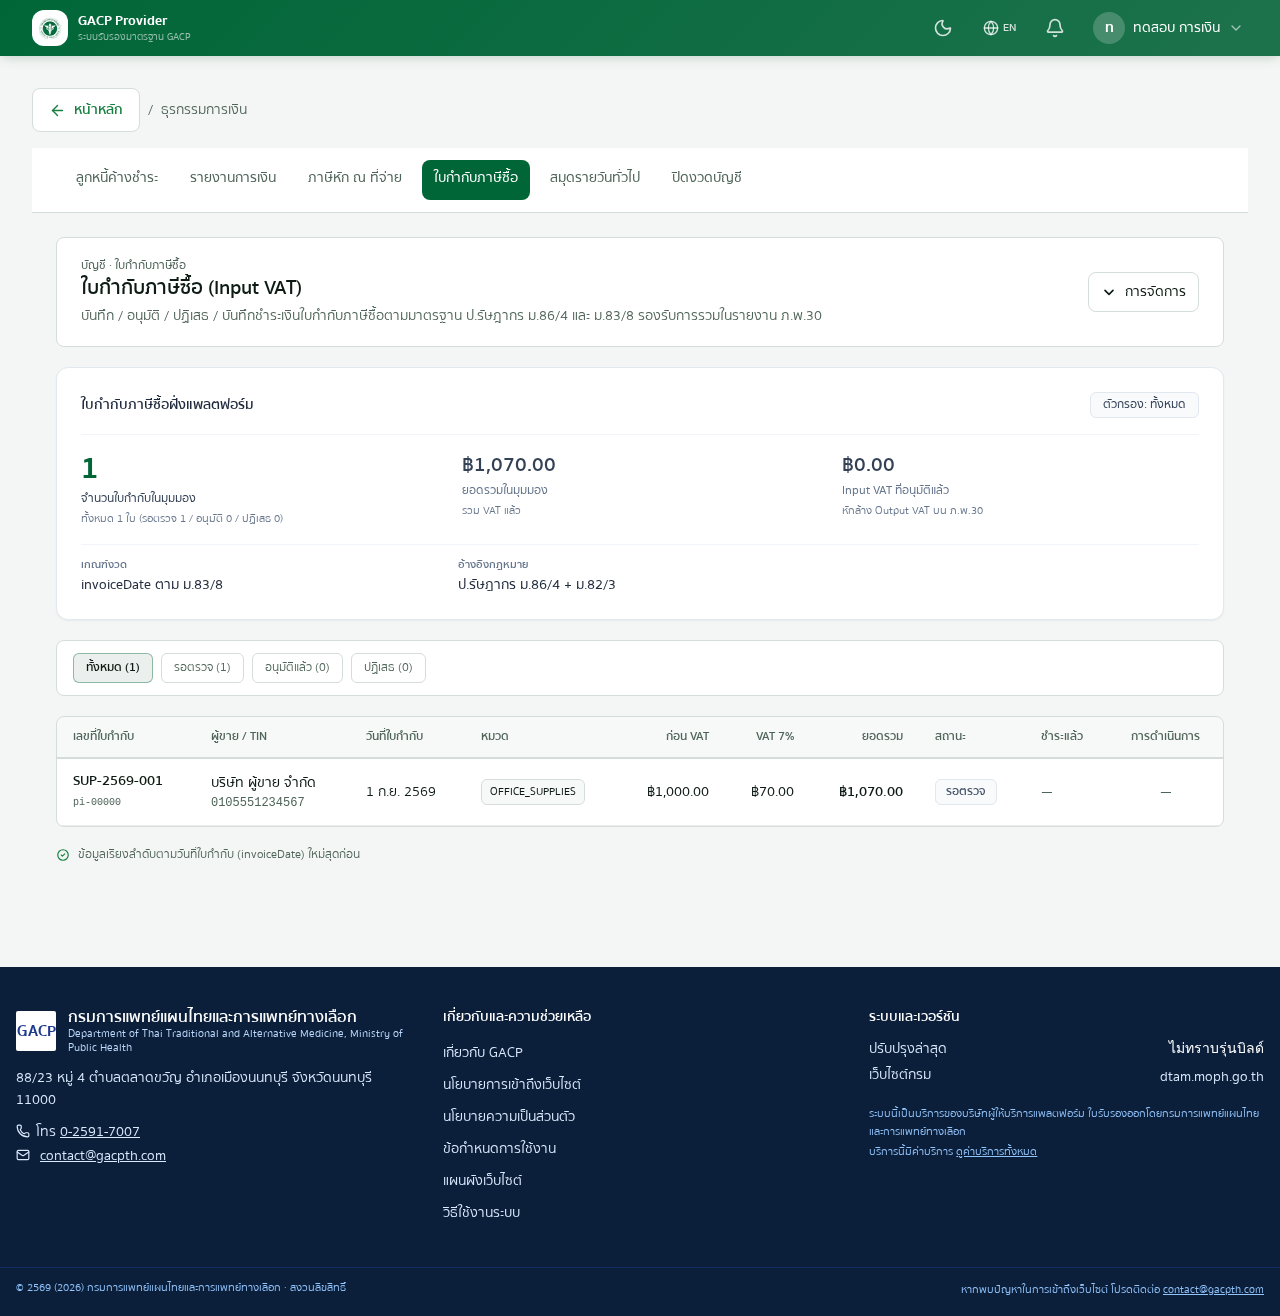 GACP Provider
ระบบรับรองมาตรฐาน GACP
EN
ท
ทดสอบ การเงิน
หน้าหลัก / ธุรกรรมการเงิน
ลูกหนี้ค้างชำระ รายงานการเงิน ภาษีหัก ณ ที่จ่าย ใบกำกับภาษีซื้อ สมุดรายวันทั่วไป ปิดงวดบัญชี
บัญชี · ใบกำกับภาษีซื้อ
ใบกำกับภาษีซื้อ (Input VAT)
บันทึก / อนุมัติ / ปฏิเสธ / บันทึกชำระเงินใบกำกับภาษีซื้อตามมาตรฐาน ป.รัษฎากร ม.86/4 และ ม.83/8 รองรับการรวมในรายงาน ภ.พ.30
การจัดการ
ใบกำกับภาษีซื้อฝั่งแพลตฟอร์ม
ตัวกรอง: ทั้งหมด
1
จำนวนใบกำกับในมุมมอง
ทั้งหมด 1 ใบ (รอตรวจ 1 / อนุมัติ 0 / ปฏิเสธ 0)
฿1,070.00
ยอดรวมในมุมมอง
รวม VAT แล้ว
฿0.00
Input VAT ที่อนุมัติแล้ว
หักล้าง Output VAT บน ภ.พ.30
เกณฑ์งวด
invoiceDate ตาม ม.83/8
อ้างอิงกฎหมาย
ป.รัษฎากร ม.86/4 + ม.82/3
ทั้งหมด (1) รอตรวจ (1) อนุมัติแล้ว (0) ปฏิเสธ (0)
เลขที่ใบกำกับ ผู้ขาย / TIN วันที่ใบกำกับ หมวด ก่อน VAT VAT 7% ยอดรวม สถานะ ชำระแล้ว การดำเนินการ
SUP-2569-001 บริษัท ผู้ขาย จำกัด 1 ก.ย. 2569 OFFICE_SUPPLIES ฿1,000.00 ฿70.00 ฿1,070.00 รอตรวจ — —
pi-00000 0105551234567
ข้อมูลเรียงลำดับตามวันที่ใบกำกับ (invoiceDate) ใหม่สุดก่อน
GACP
กรมการแพทย์แผนไทยและการแพทย์ทางเลือก
Department of Thai Traditional and Alternative Medicine, Ministry of
Public Health
88/23 หมู่ 4 ตำบลตลาดขวัญ อำเภอเมืองนนทบุรี จังหวัดนนทบุรี
11000
โทร 0-2591-7007
contact@gacpth.com
เกี่ยวกับและความช่วยเหลือ
เกี่ยวกับ GACP
นโยบายการเข้าถึงเว็บไซต์
นโยบายความเป็นส่วนตัว
ข้อกำหนดการใช้งาน
แผนผังเว็บไซต์
วิธีใช้งานระบบ
ระบบและเวอร์ชัน
ปรับปรุงล่าสุด ไม่ทราบรุ่นบิลด์
เว็บไซต์กรม dtam.moph.go.th
ระบบนี้เป็นบริการของบริษัทผู้ให้บริการแพลตฟอร์ม ใบรับรองออกโดยกรมการแพทย์แผนไทย
และการแพทย์ทางเลือก
บริการนี้มีค่าบริการ ดูค่าบริการทั้งหมด
© 2569 (2026) กรมการแพทย์แผนไทยและการแพทย์ทางเลือก · สงวนลิขสิทธิ์
หากพบปัญหาในการเข้าถึงเว็บไซต์ โปรดติดต่อ contact@gacpth.com